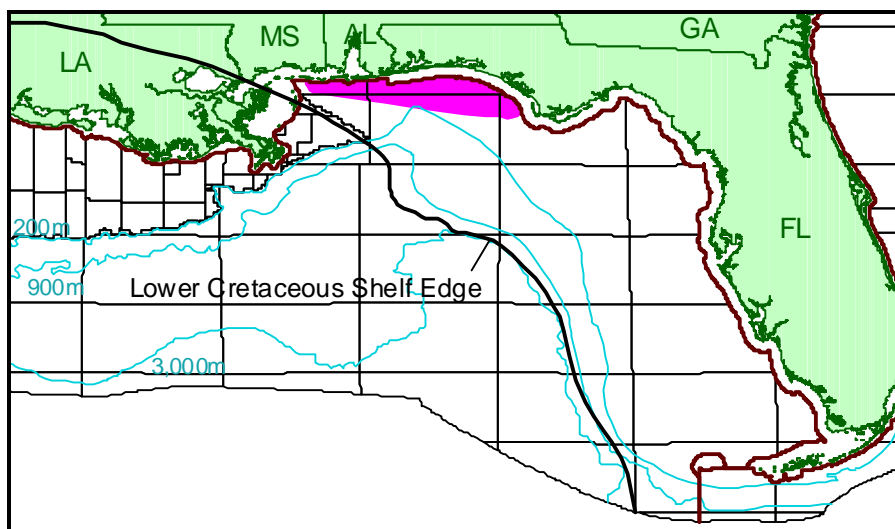 GA
MS
AL
LA
FL
200m
900m
Lower Cretaceous Shelf Edge
3,000m